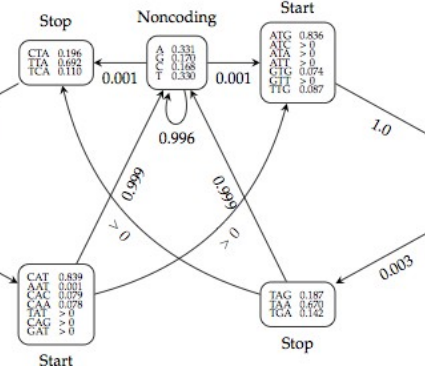 Stop
CTA 0.196
TTA 0.692
TCA 0.110
Noncoding
A 0.331
G 0.170
C 0.168
T 0.330
Start
ATG 0.836
ATC > 0
ATA > 0
ATT > 0
GTG 0.074
GTT > 0
TTG 0.087
0.001
0.001
0.996
1.0
0.999
0.999
> 0
> 0
0.003
CAT 0.839
AAT 0.001
CAC 0.079
CAA 0.078
TAT > 0
CAG > 0
GAT > 0
Start
TAG 0.187
TAA 0.670
TGA 0.142
Stop